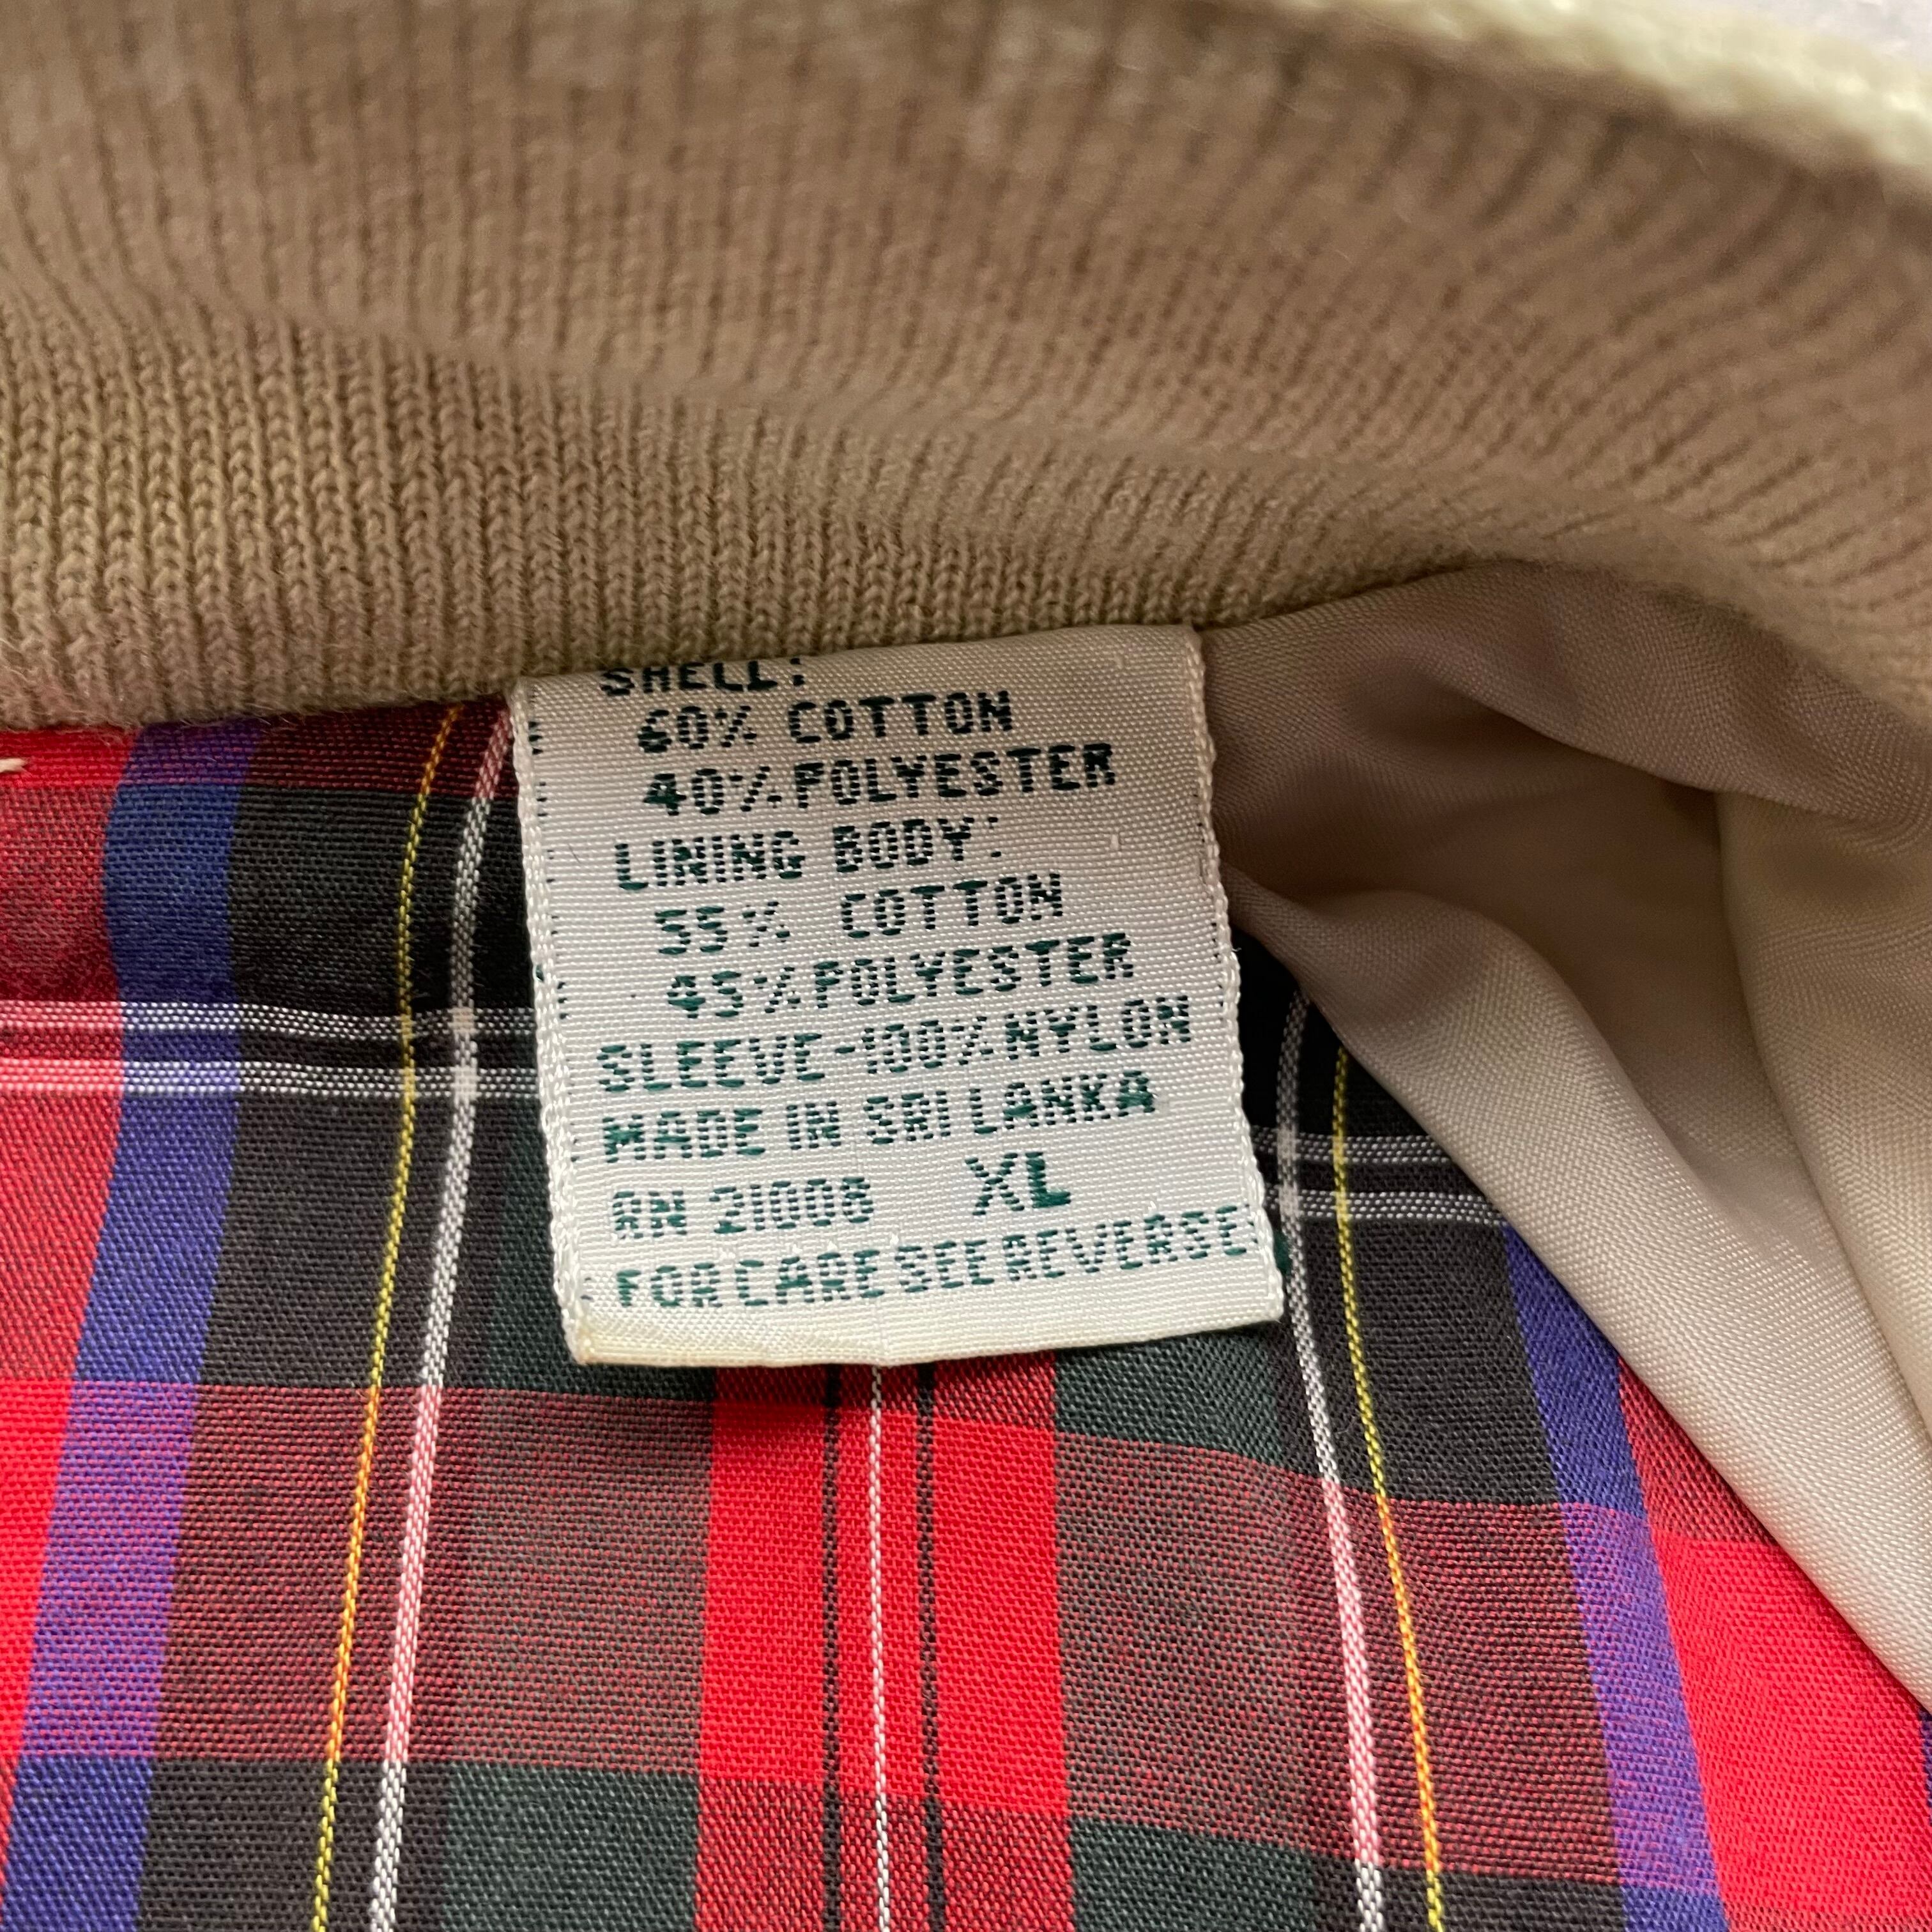 SHELL:
60% COTTON
40% POLYESTER
LINING BODY:
55% COTTON
45% POLYESTER
SLEEVE-100% NYLON
MADE IN SRI LANKA
RN 21008 XL
FOR CARE SEE REVERSE